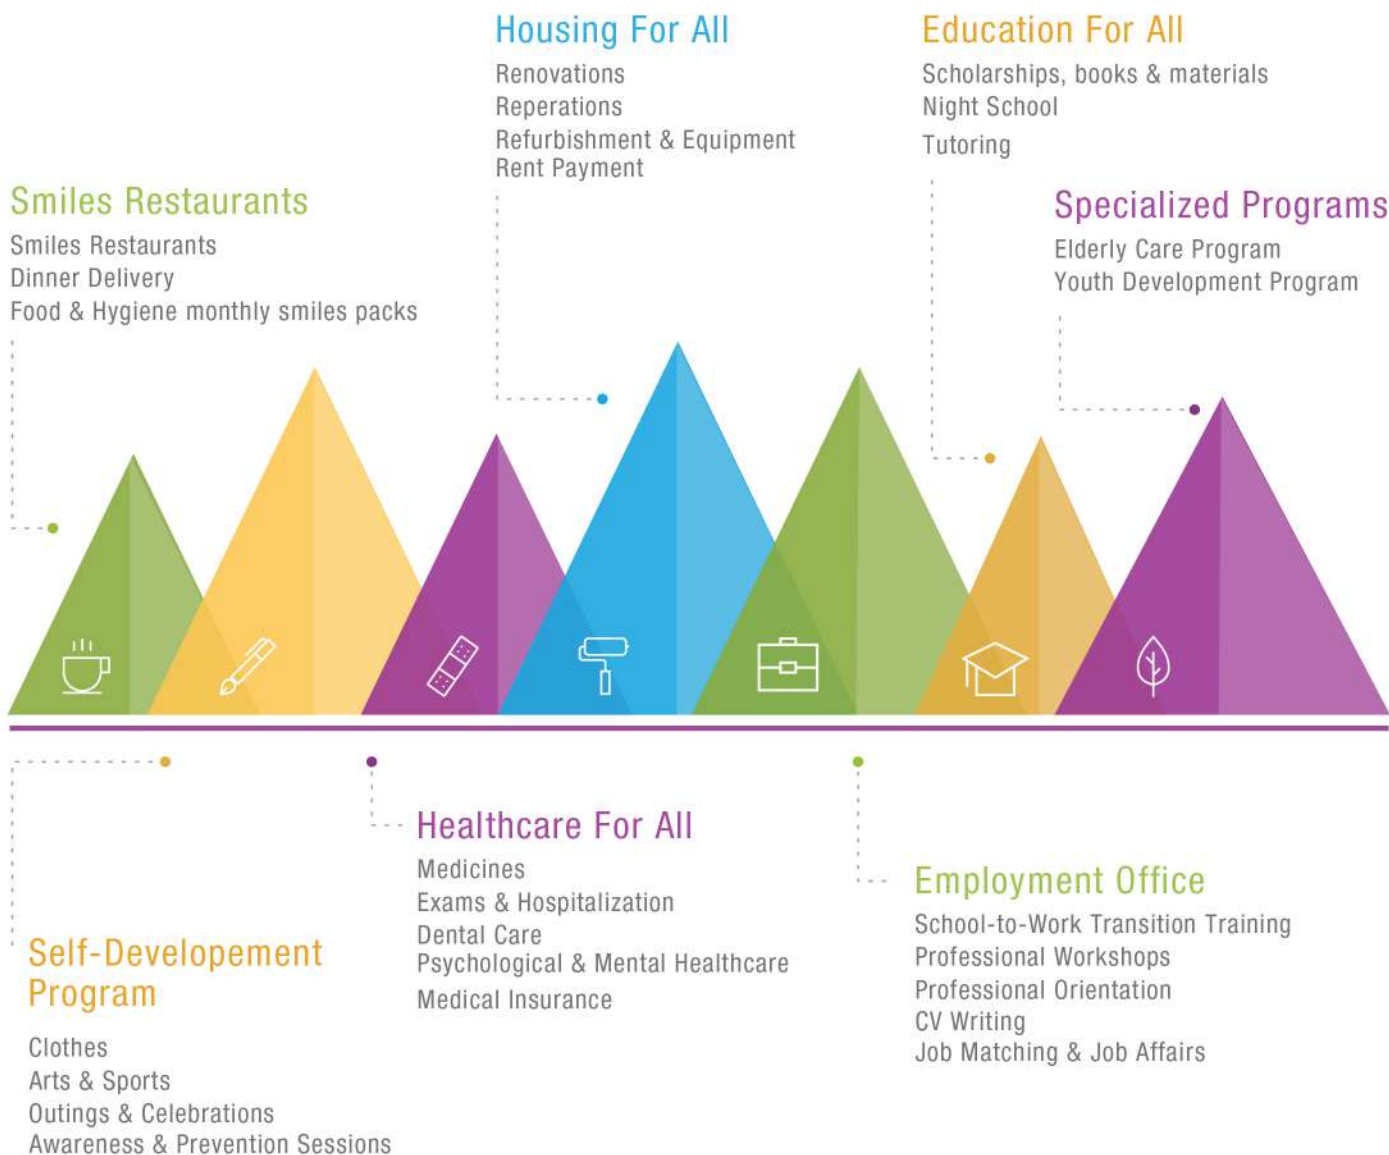 Housing For All
Renovations
Reperations
Refurbishment & Equipment
Rent Payment
Education For All
Scholarships, books & materials
Night School
Tutoring
Smiles Restaurants
Smiles Restaurants
Dinner Delivery
Food & Hygiene monthly smiles packs
Specialized Programs
Elderly Care Program
Youth Development Program
Self-Developement
Program
Clothes
Arts & Sports
Outings & Celebrations
Awareness & Prevention Sessions
Healthcare For All
Medicines
Exams & Hospitalization
Dental Care
Psychological & Mental Healthcare
Medical Insurance
Employment Office
School-to-Work Transition Training
Professional Workshops
Professional Orientation
CV Writing
Job Matching & Job Affairs